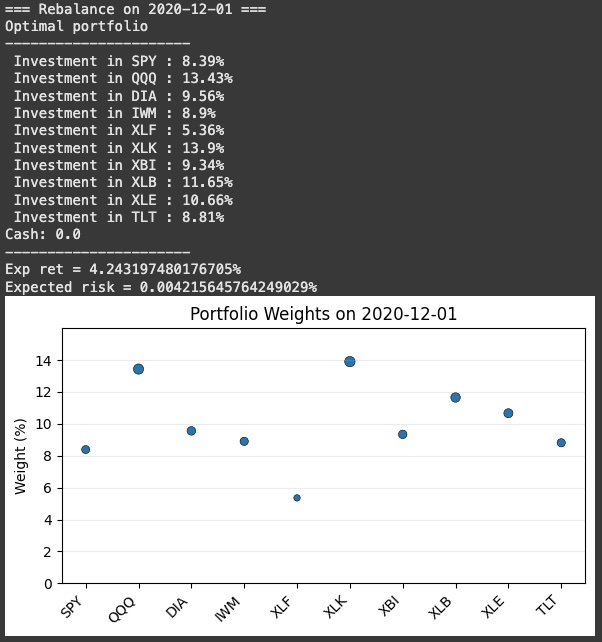 === Rebalance on 2020-12-01 ===
Optimal portfolio
----------------------
Investment in SPY : 8.39%
Investment in QQQ : 13.43%
Investment in DIA : 9.56%
Investment in IWM : 8.9%
Investment in XLF : 5.36%
Investment in XLK : 13.9%
Investment in XBI : 9.34%
Investment in XLB : 11.65%
Investment in XLE : 10.66%
Investment in TLT : 8.81%
Cash: 0.0
----------------------
Exp ret = 4.243197480176705%
Expected risk = 0.004215645764249029%
Portfolio Weights on 2020-12-01
Weight (%)
14
12
10
8
6
4
2
0
SPY
QQQ
DIA
IWM
XLF
XLK
XBI
XLB
XLE
TLT